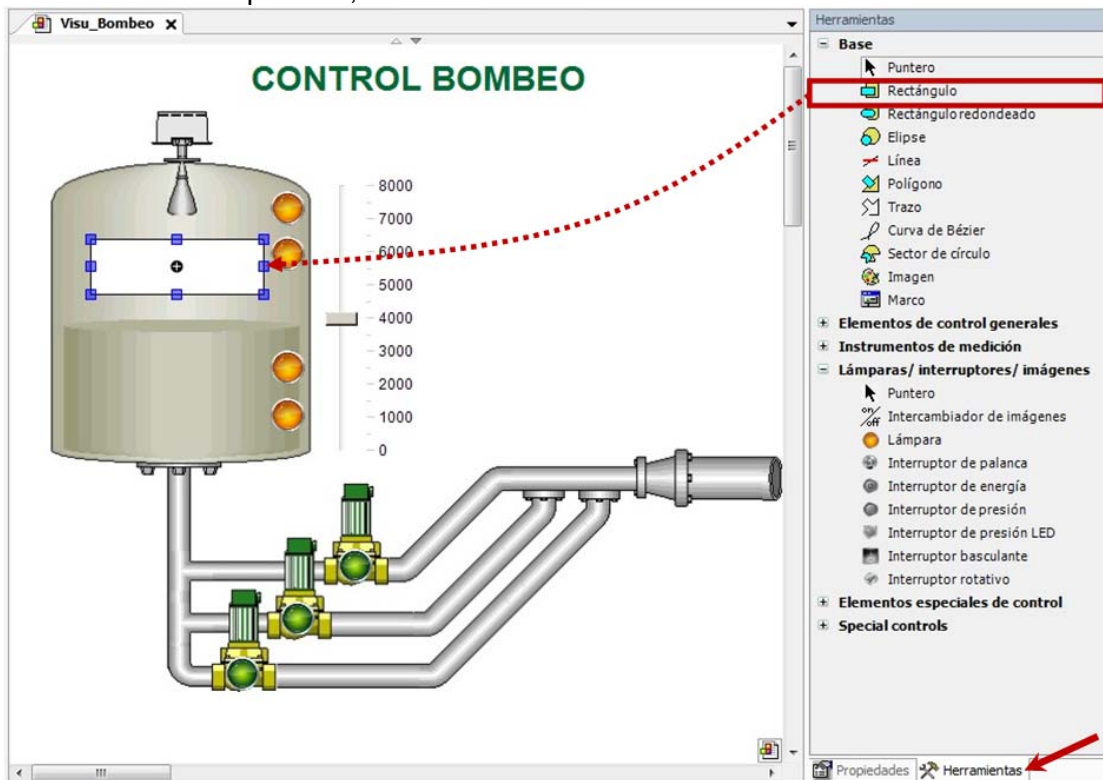 Visu_Bombeo
CONTROL BOMBEO
8000
7000
6000
5000
4000
3000
2000
1000
0
Herramientas
Base
Puntero
Rectángulo
Rectángulo redondeado
Elipse
Línea
Polígono
Trazo
Curva de Bézier
Sector de círculo
Imagen
Marco
Elementos de control generales
Instrumentos de medición
Lámparas/ interruptores/ imágenes
Puntero
on/off Intercambiador de imágenes
Lámpara
Interruptor de palanca
Interruptor de energía
Interruptor de presión
Interruptor de presión LED
Interruptor basculante
Interruptor rotativo
Elementos especiales de control
Special controls
Propiedades Herramientas